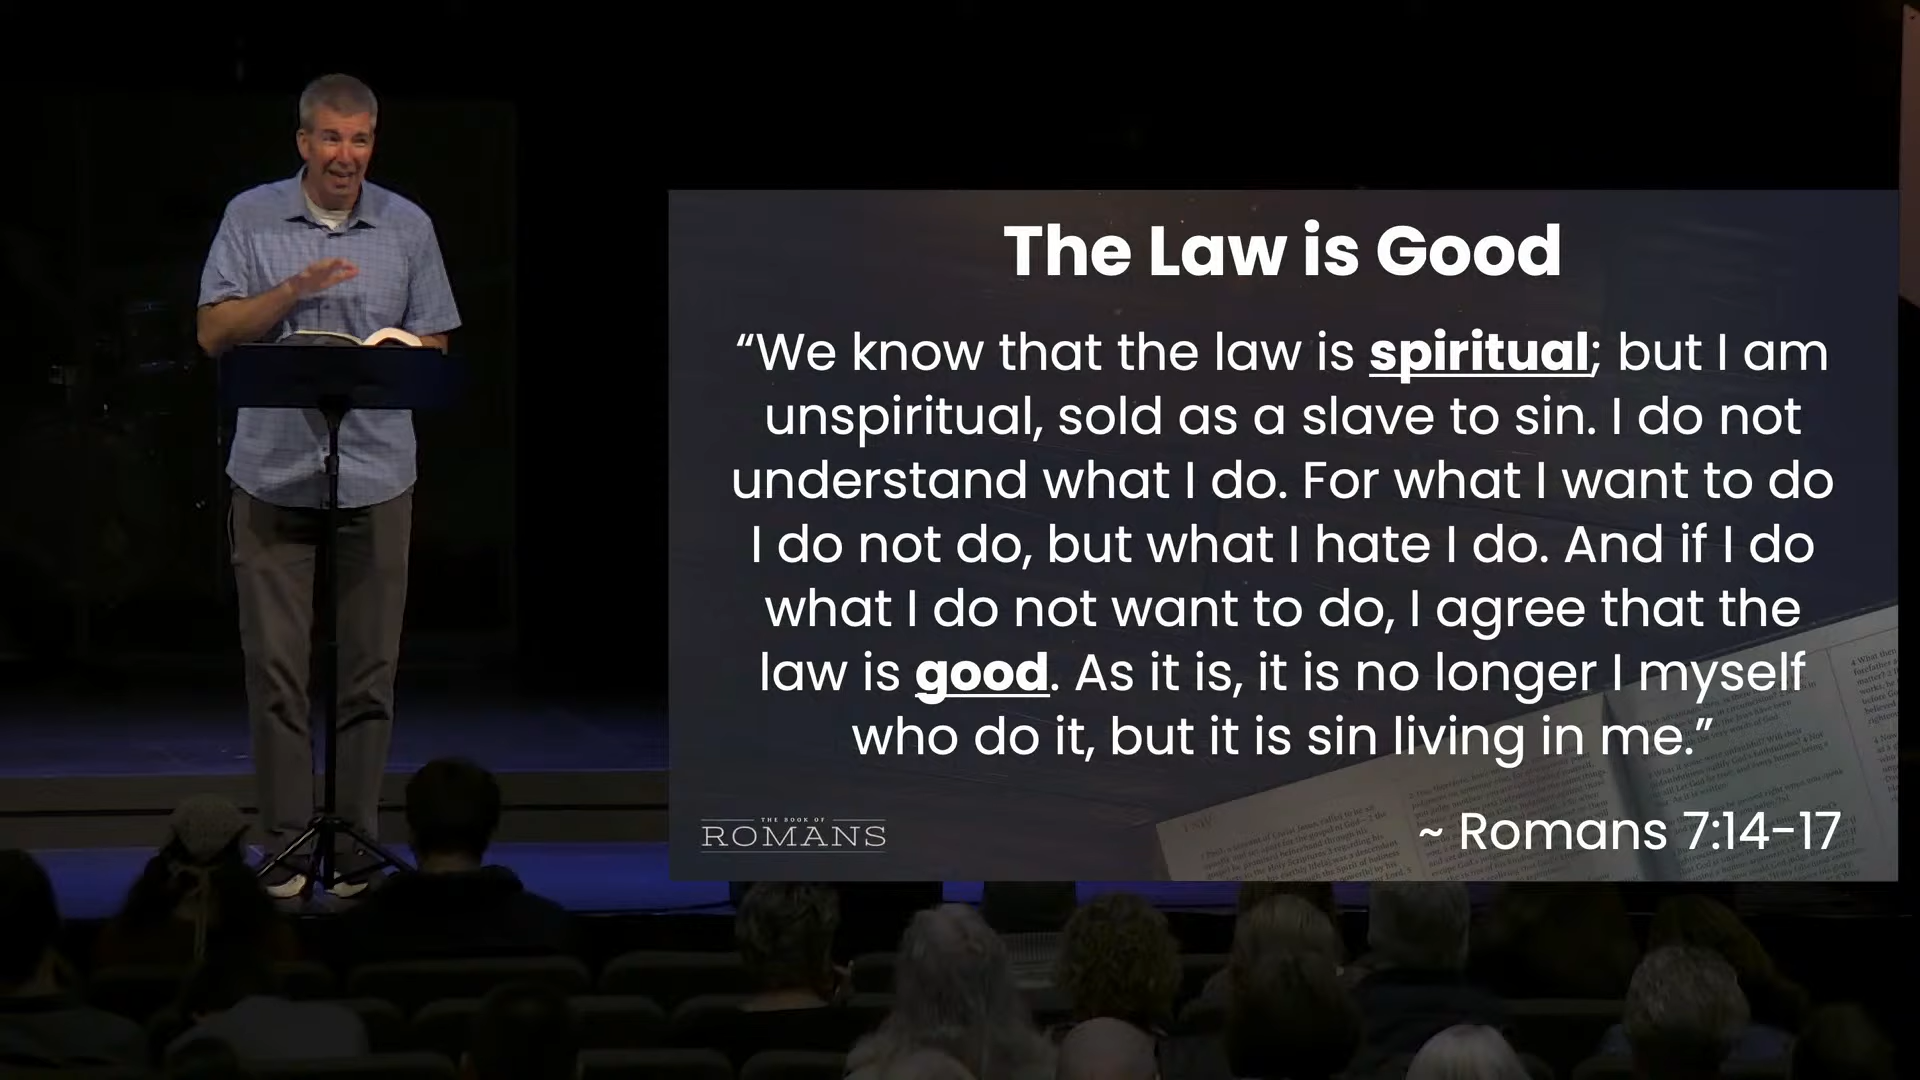 The Law is Good
“We know that the law is spiritual; but I am
unspiritual, sold as a slave to sin. I do not
understand what I do. For what I want to do
I do not do, but what I hate I do. And if I do
what I do not want to do, I agree that the
law is good. As it is, it is no longer I myself
who do it, but it is sin living in me.”
~ Romans 7:14-17
THE BOOK OF
ROMANS